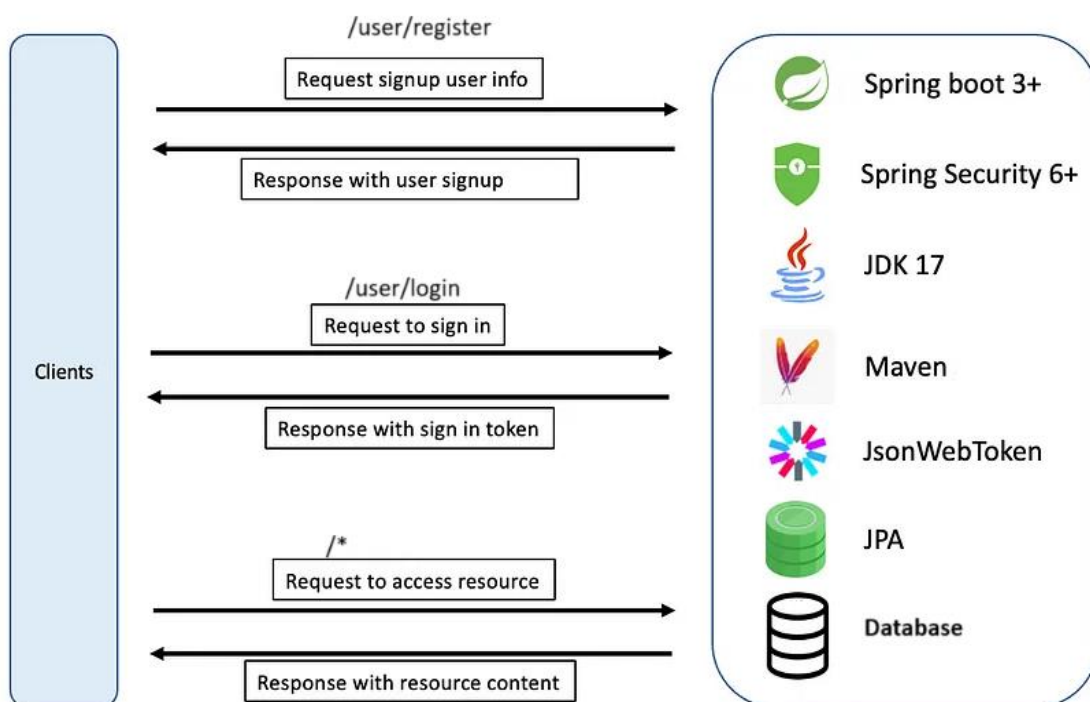 /user/register
Request signup user info
Response with user signup
/user/login
Request to sign in
Response with sign in token
/*
Request to access resource
Response with resource content
Clients
Spring boot 3+
Spring Security 6+
JDK 17
Maven
JsonWebToken
JPA
Database